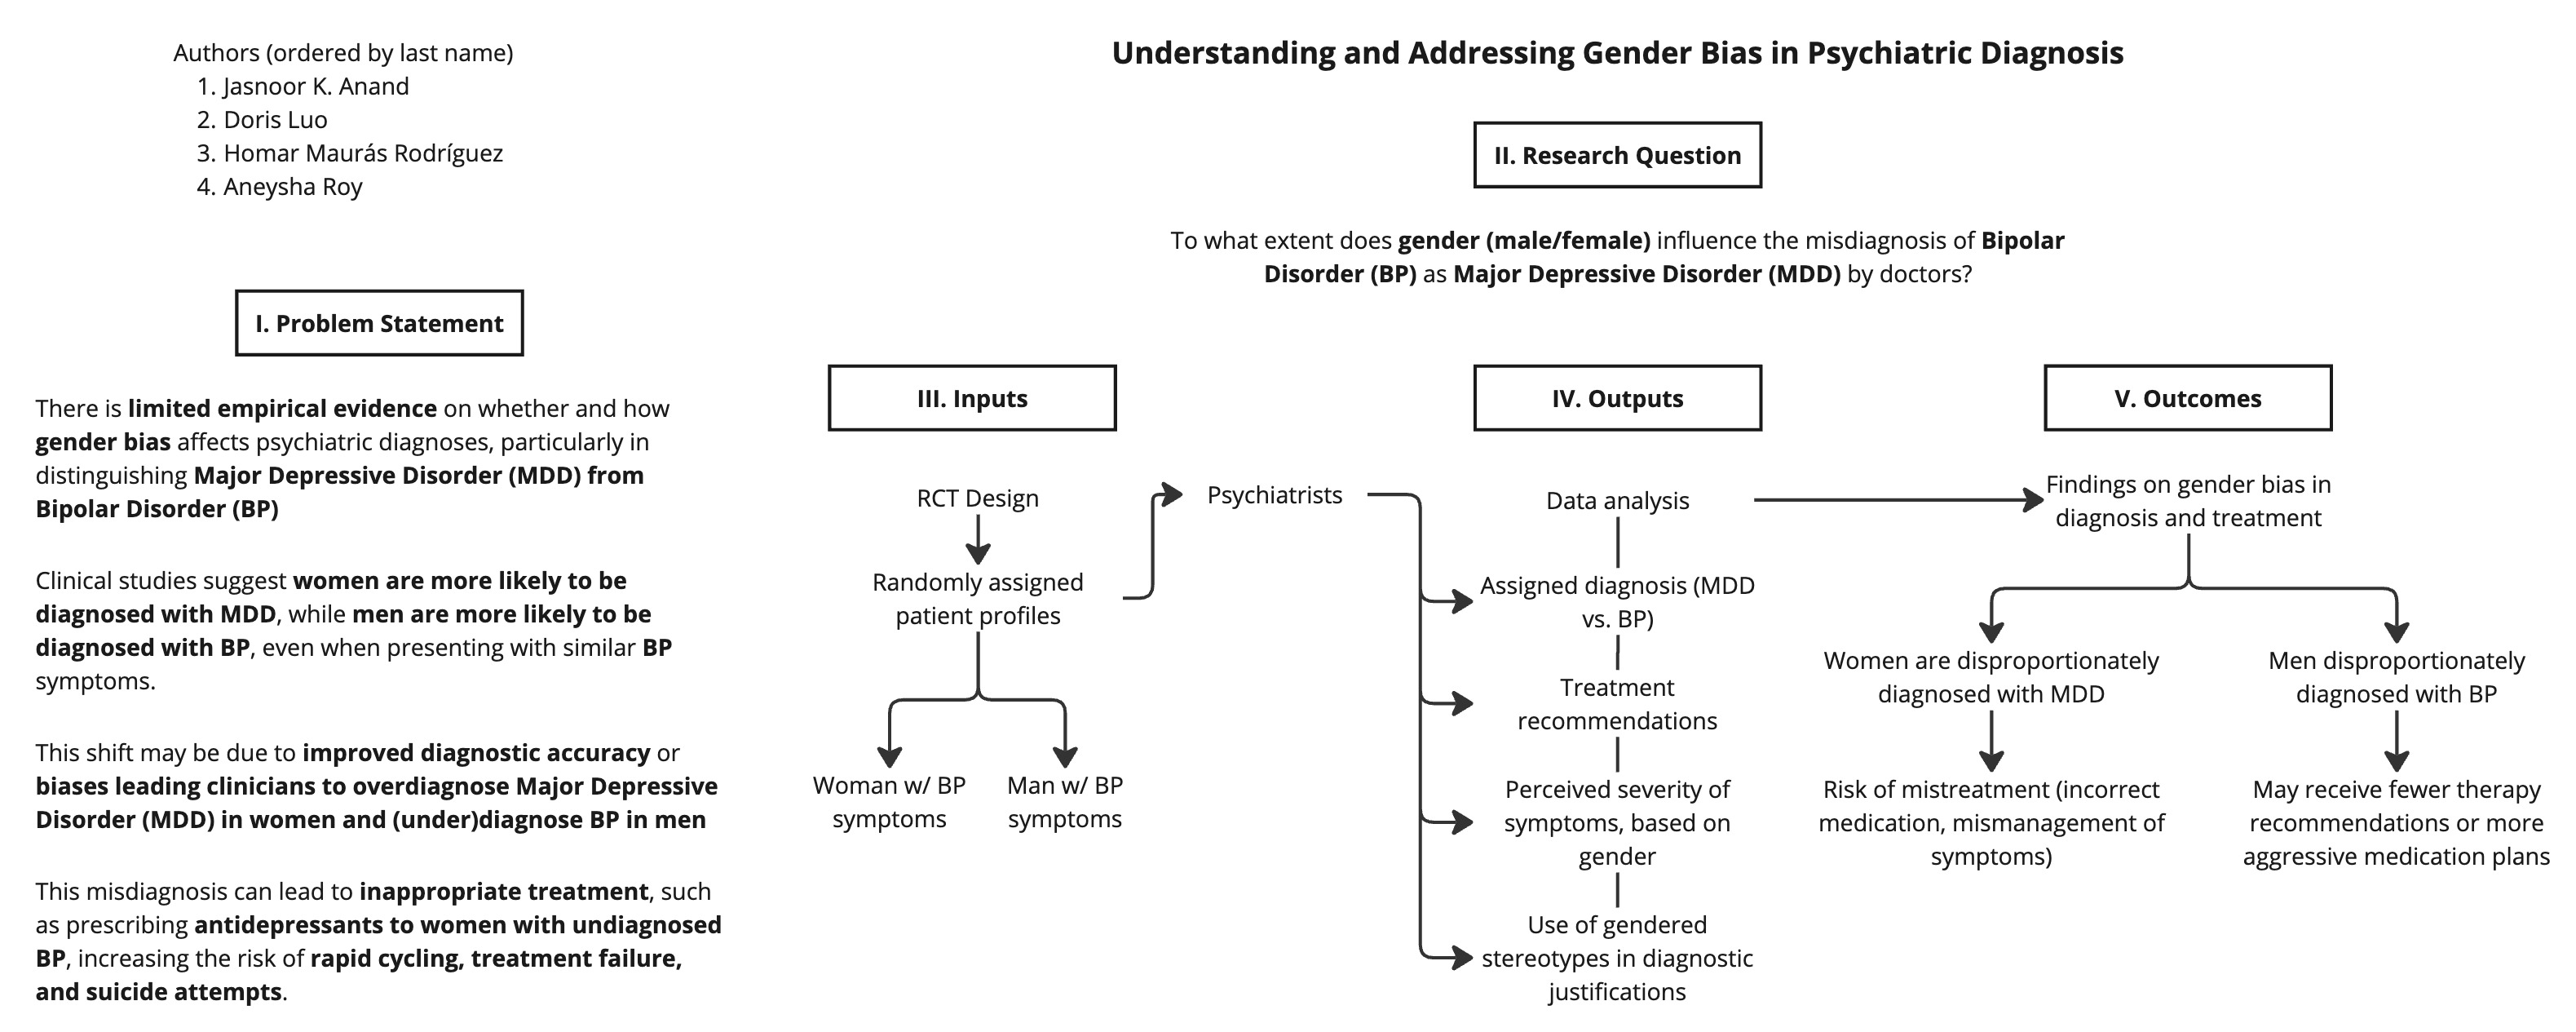 Authors (ordered by last name)
1. Jasnoor K. Anand
2. Doris Luo
3. Homar Maurás Rodríguez
4. Aneysha Roy
Understanding and Addressing Gender Bias in Psychiatric Diagnosis
I. Problem Statement
There is limited empirical evidence on whether and how
gender bias affects psychiatric diagnoses, particularly in
distinguishing Major Depressive Disorder (MDD) from
Bipolar Disorder (BP)
Clinical studies suggest women are more likely to be
diagnosed with MDD, while men are more likely to be
diagnosed with BP, even when presenting with similar BP
symptoms.
This shift may be due to improved diagnostic accuracy or
biases leading clinicians to overdiagnose Major Depressive
Disorder (MDD) in women and (under)diagnose BP in men
This misdiagnosis can lead to inappropriate treatment, such
as prescribing antidepressants to women with undiagnosed
BP, increasing the risk of rapid cycling, treatment failure,
and suicide attempts.
II. Research Question
To what extent does gender (male/female) influence the misdiagnosis of Bipolar
Disorder (BP) as Major Depressive Disorder (MDD) by doctors?
III. Inputs
RCT Design
Randomly assigned
patient profiles
Woman w/ BP
symptoms
Man w/ BP
symptoms
Psychiatrists
IV. Outputs
Data analysis
Assigned diagnosis (MDD
vs. BP)
Treatment
recommendations
Perceived severity of
symptoms, based on
gender
Use of gendered
stereotypes in diagnostic
justifications
V. Outcomes
Findings on gender bias in
diagnosis and treatment
Women are disproportionately
diagnosed with MDD
Risk of mistreatment (incorrect
medication, mismanagement of
symptoms)
Men disproportionately
diagnosed with BP
May receive fewer therapy
recommendations or more
aggressive medication plans